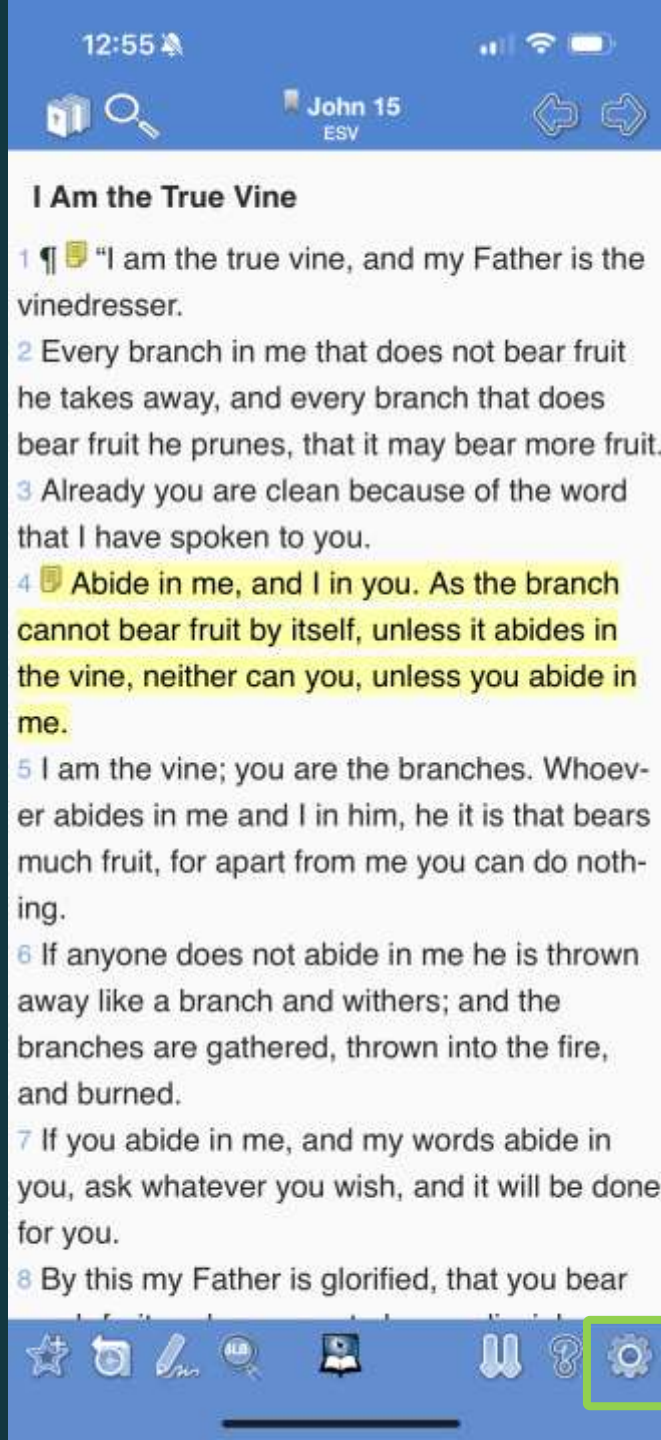 12:55
John 15
ESV
I Am the True Vine
1 ¶ “I am the true vine, and my Father is the
vinedresser.
2 Every branch in me that does not bear fruit
he takes away, and every branch that does
bear fruit he prunes, that it may bear more fruit.
3 Already you are clean because of the word
that I have spoken to you.
4 Abide in me, and I in you. As the branch
cannot bear fruit by itself, unless it abides in
the vine, neither can you, unless you abide in
me.
5 I am the vine; you are the branches. Whoev-
er abides in me and I in him, he it is that bears
much fruit, for apart from me you can do noth-
ing.
6 If anyone does not abide in me he is thrown
away like a branch and withers; and the
branches are gathered, thrown into the fire,
and burned.
7 If you abide in me, and my words abide in
you, ask whatever you wish, and it will be done
for you.
8 By this my Father is glorified, that you bear